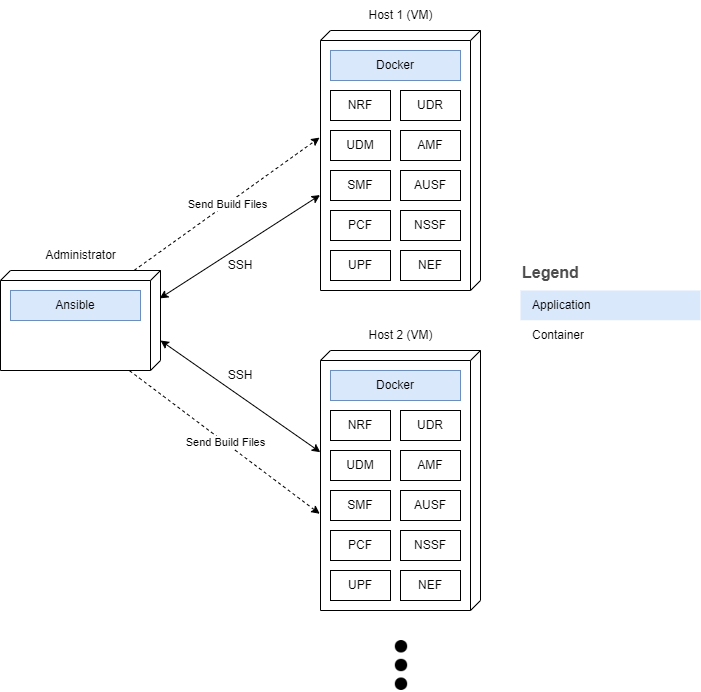 Host 1 (VM)
Docker
NRF UDR
UDM AMF
SMF AUSF
PCF NSSF
UPF NEF
Send Build Files
SSH
Administrator
Ansible
Legend
Application
Container
Host 2 (VM)
Docker
NRF UDR
UDM AMF
SMF AUSF
PCF NSSF
UPF NEF
SSH
Send Build Files